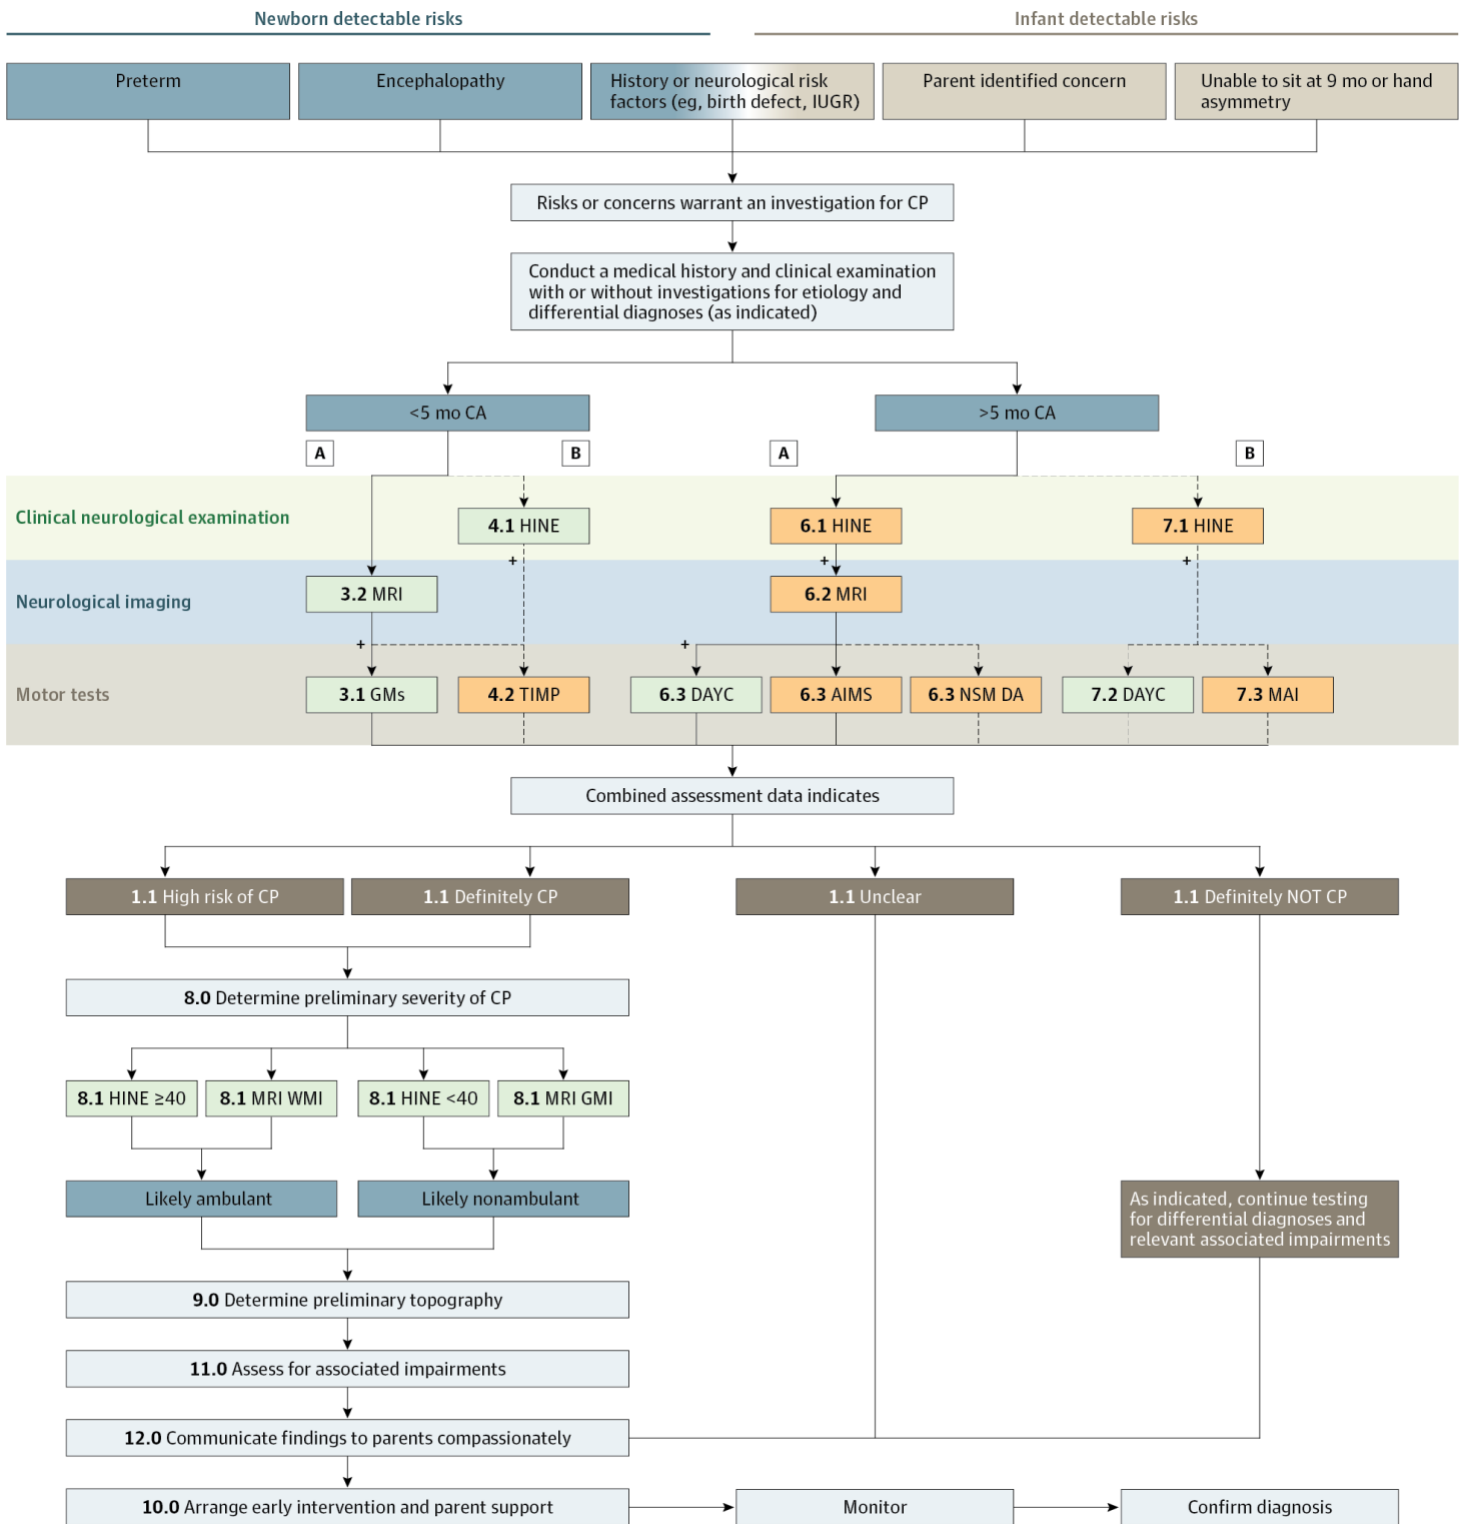 Newborn detectable risks
Infant detectable risks
Preterm
Encephalopathy
History or neurological risk
factors (eg, birth defect, IUGR)
Parent identified concern
Unable to sit at 9 mo or hand
asymmetry
Risks or concerns warrant an investigation for CP
Conduct a medical history and clinical examination
with or without investigations for etiology and
differential diagnoses (as indicated)
<5 mo CA
>5 mo CA
A
B
A
B
Clinical neurological examination
4.1 HINE
6.1 HINE
7.1 HINE
+
+
+
Neurological imaging
3.2 MRI
6.2 MRI
+
+
Motor tests
3.1 GMs
4.2 TIMP
6.3 DAYC
6.3 AIMS
6.3 NSM DA
7.2 DAYC
7.3 MAI
Combined assessment data indicates
1.1 High risk of CP
1.1 Definitely CP
1.1 Unclear
1.1 Definitely NOT CP
8.0 Determine preliminary severity of CP
8.1 HINE ≥40
8.1 MRI WMI
8.1 HINE <40
8.1 MRI GMI
Likely ambulant
Likely nonambulant
As indicated, continue testing
for differential diagnoses and
relevant associated impairments
9.0 Determine preliminary topography
11.0 Assess for associated impairments
12.0 Communicate findings to parents compassionately
10.0 Arrange early intervention and parent support
Monitor
Confirm diagnosis